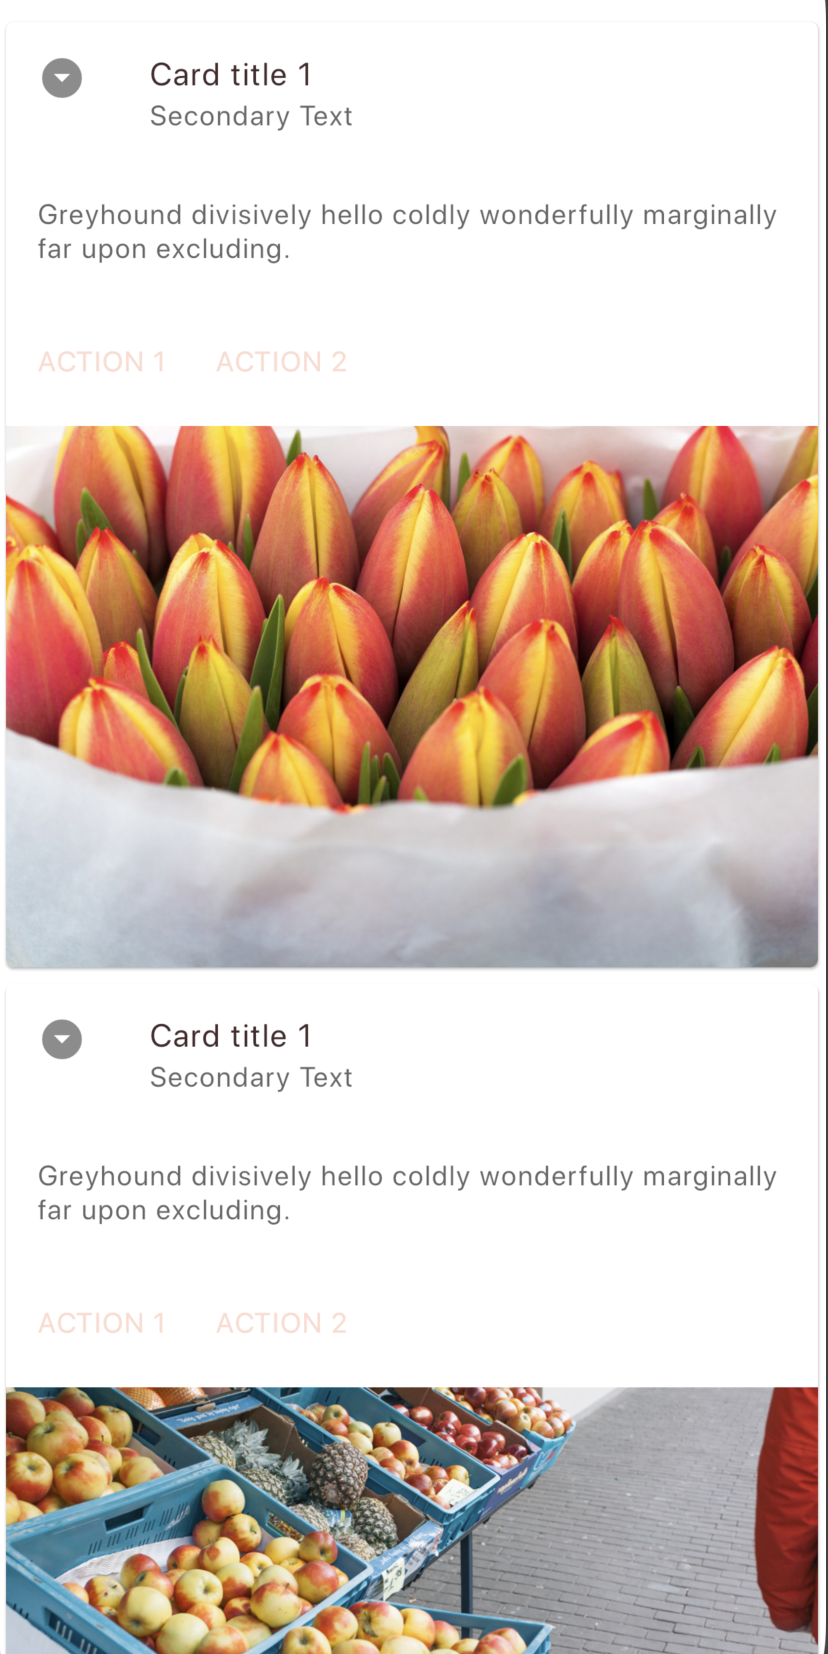 Card title 1
Secondary Text
Greyhound divisively hello coldly wonderfully marginally
far upon excluding.
ACTION 1 ACTION 2
Card title 1
Secondary Text
Greyhound divisively hello coldly wonderfully marginally
far upon excluding.
ACTION 1 ACTION 2